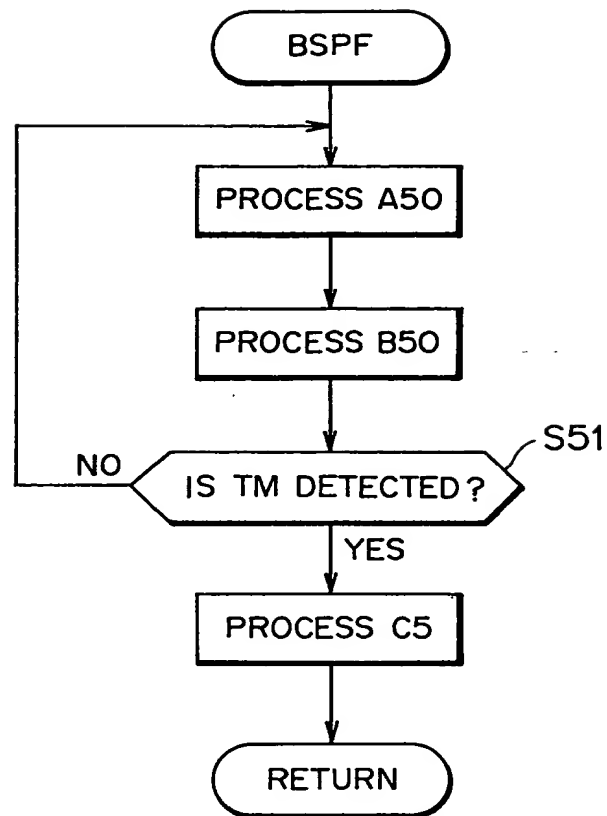 BSPF
PROCESS A50
PROCESS B50
S51
NO
IS TM DETECTED?
YES
PROCESS C5
RETURN